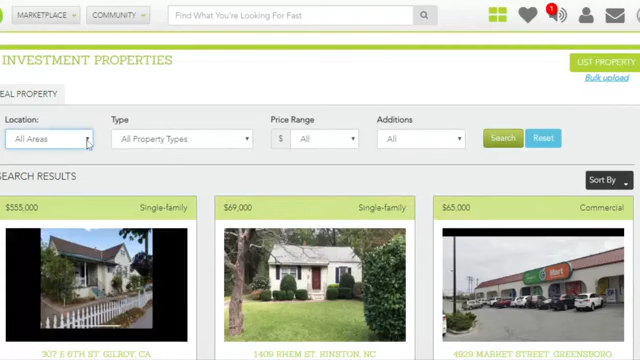 MARKETPLACE
COMMUNITY
Find What You're Looking For Fast
1
INVESTMENT PROPERTIES
LIST PROPERTY
Bulk upload
EAL PROPERTY
Location:
Type
Price Range
Additions
All Areas
All Property Types
$
All
All
Search
Reset
SEARCH RESULTS
Sort By
$555,000
Single-family
$69,000
Single-family
$65,000
Commercial
Mart
307 E 6TH ST. GILROY, CA
1409 RHEM ST. KINSTON, NC
4929 MARKET STREET. GREENSBORO,